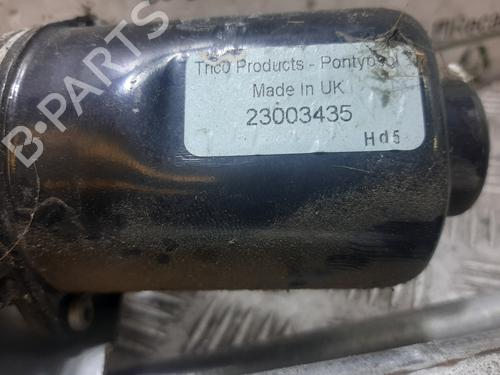 Trico Products - Pontypool
Made In UK
23003435
Hd5
B-PARTS